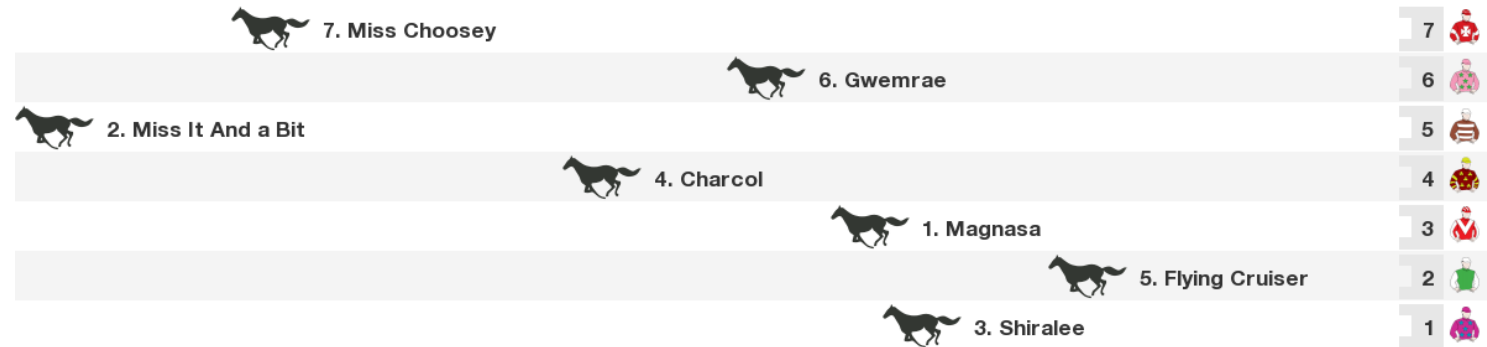 7. Miss Choosey 7
6. Gwemrae 6
2. Miss It And a Bit 5
4. Charcol 4
1. Magnasa 3
5. Flying Cruiser 2
3. Shiralee 1